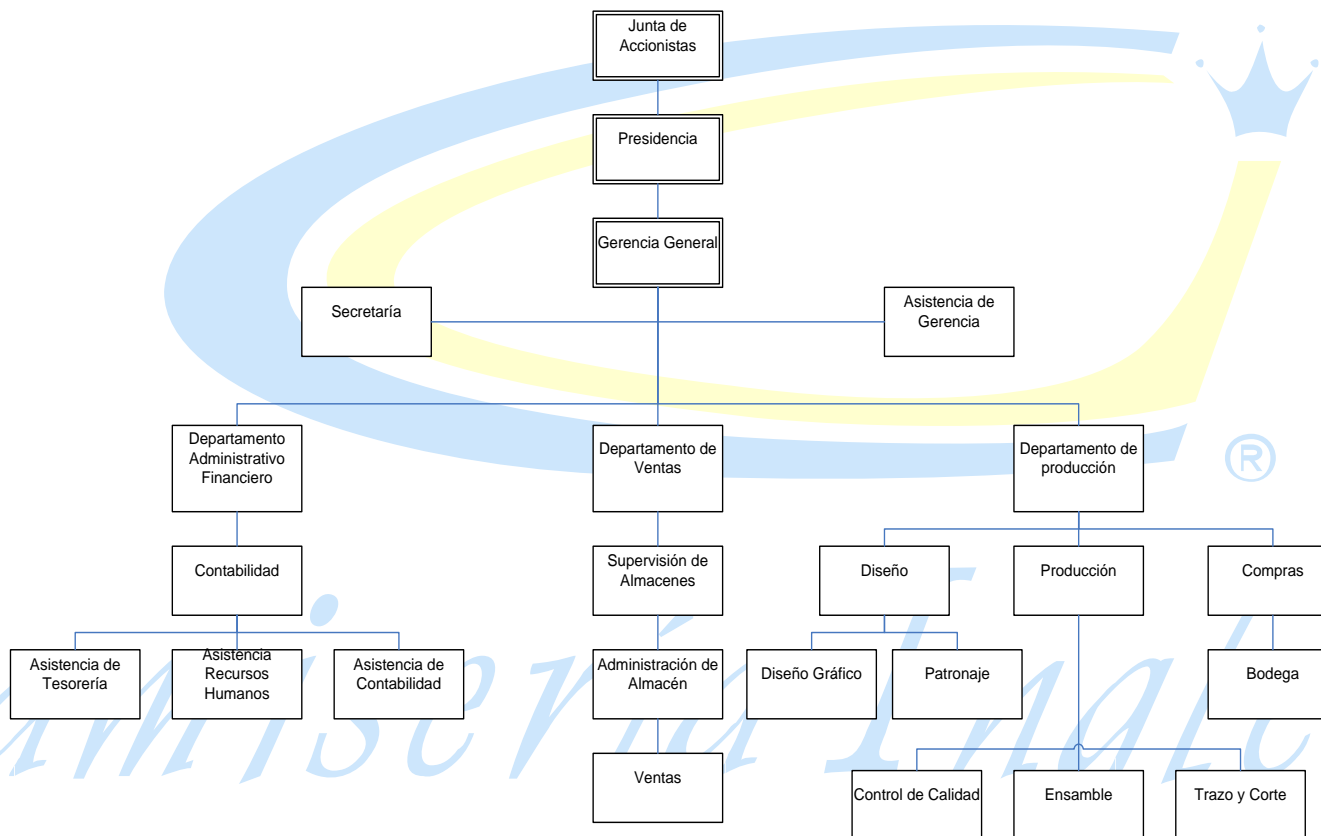 Junta de
Accionistas
Presidencia
Gerencia General
Secretaría
Asistencia de
Gerencia
Departamento
Administrativo
Financiero
Departamento de
Ventas
Departamento de
producción
®
Contabilidad
Supervisión de
Almacenes
Diseño
Producción
Compras
Asistencia de
Tesorería
Asistencia
Recursos
Humanos
Asistencia de
Contabilidad
Administración de
Almacén
Diseño Gráfico
Patronaje
Bodega
Ventas
Control de Calidad
Ensamble
Trazo y Corte